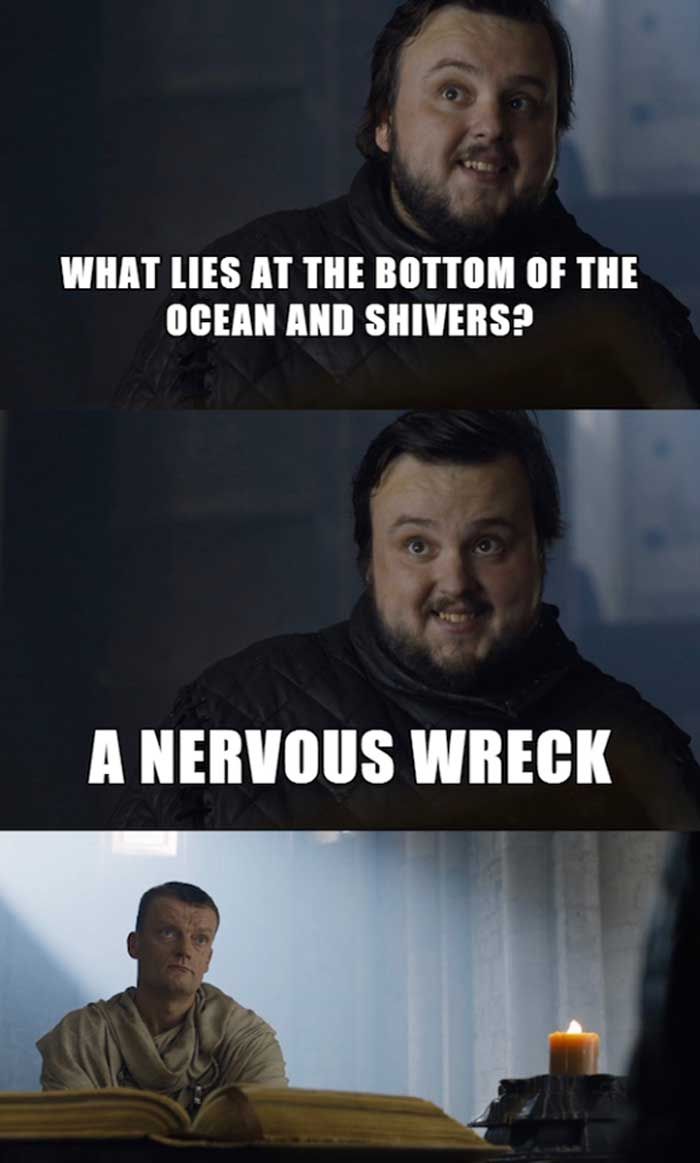 WHAT LIES AT THE BOTTOM OF THE
OCEAN AND SHIVERS?
A NERVOUS WRECK